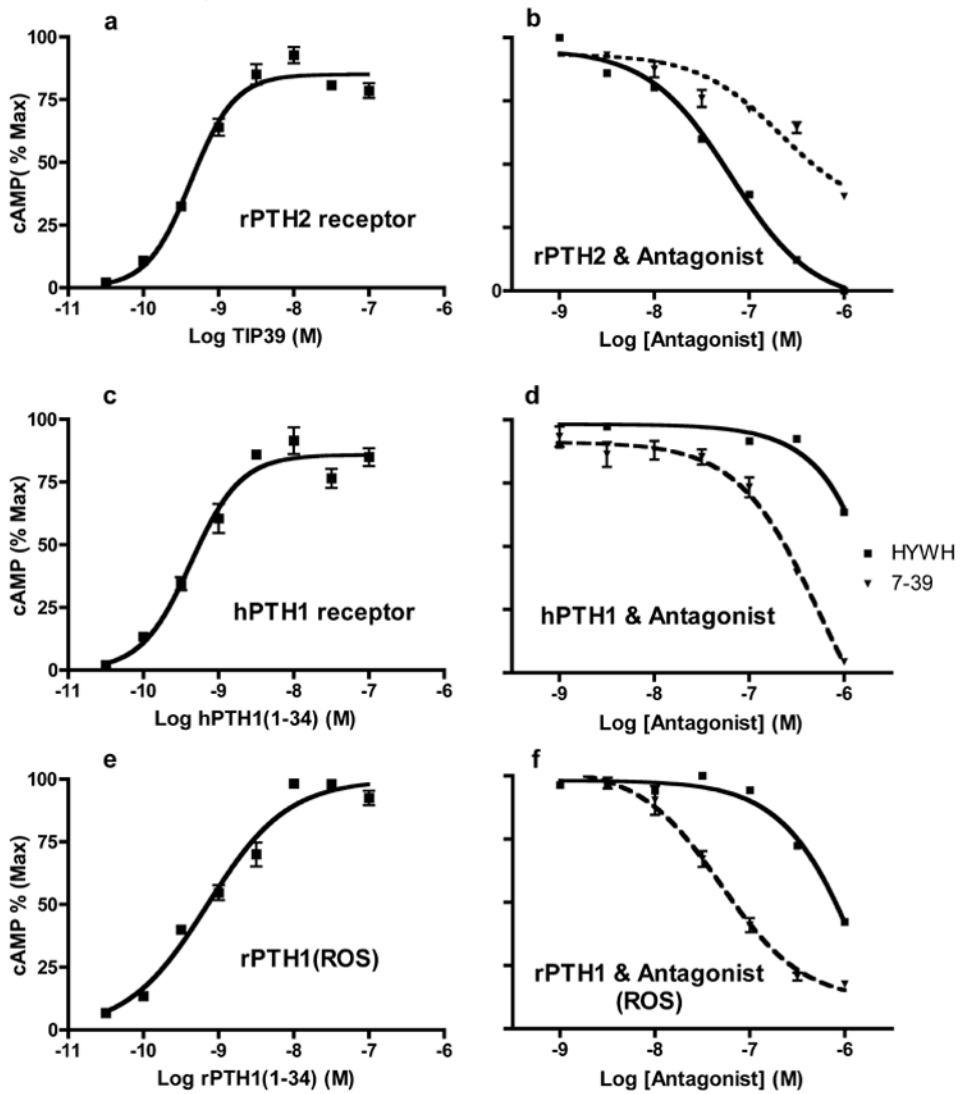 a
100
75
50
25
0
cAMP( % Max)
rPTH2 receptor
-11 -10 -9 -8 -7 -6
Log TIP39 (M)
b
0
rPTH2 & Antagonist
-9 -8 -7 -6
Log [Antagonist] (M)
c
100
75
50
25
0
cAMP (% Max)
hPTH1 receptor
-11 -10 -9 -8 -7 -6
Log hPTH1(1-34) (M)
d
HYWH
7-39
hPTH1 & Antagonist
-9 -8 -7 -6
Log [Antagonist] (M)
e
100
75
50
25
0
cAMP % (Max)
rPTH1(ROS)
-11 -10 -9 -8 -7 -6
Log rPTH1(1-34) (M)
f
rPTH1 & Antagonist
(ROS)
-9 -8 -7 -6
Log [Antagonist] (M)